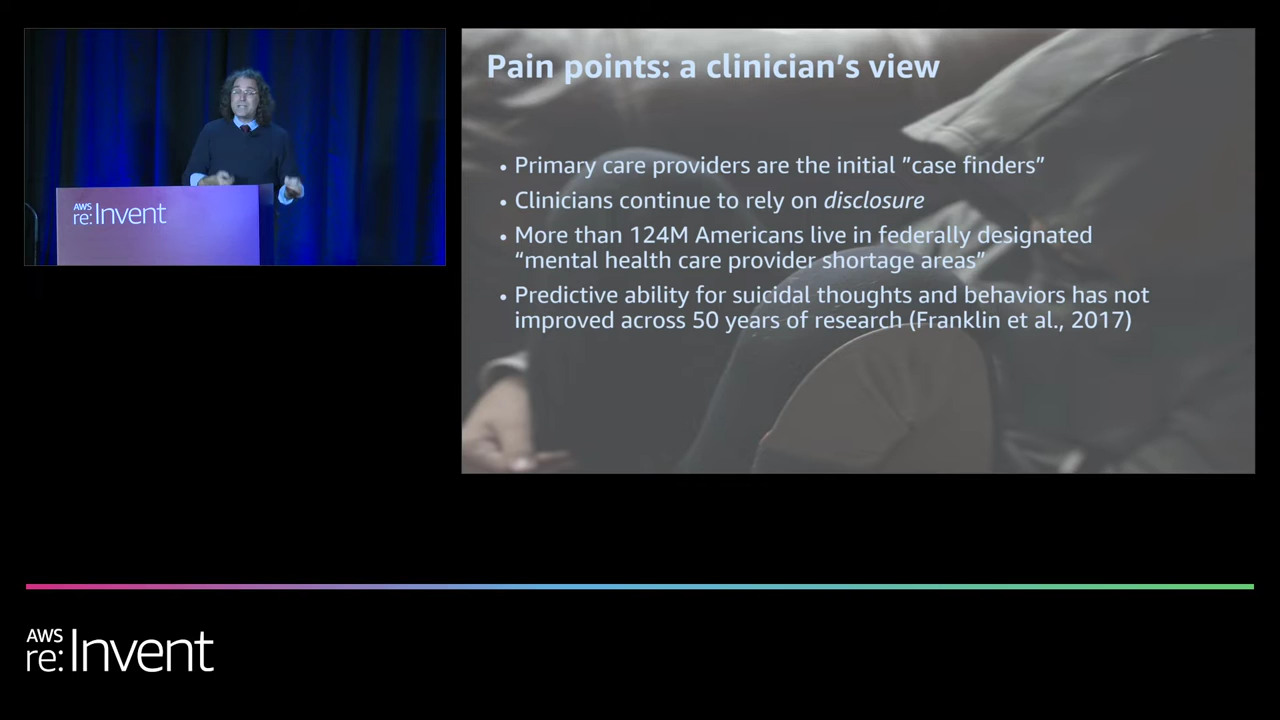 Pain points: a clinician's view
• Primary care providers are the initial ”case finders”
• Clinicians continue to rely on disclosure
• More than 124M Americans live in federally designated
“mental health care provider shortage areas”
• Predictive ability for suicidal thoughts and behaviors has not
improved across 50 years of research (Franklin et al., 2017)
AWS
re:Invent
AWS
re:Invent